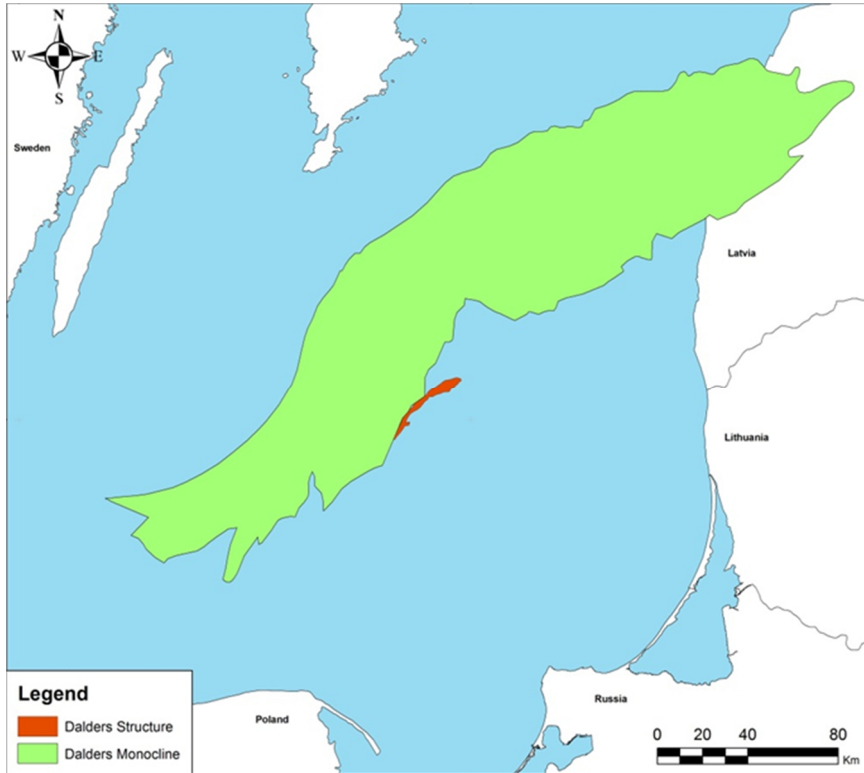 N
W E
S
Sweden
Latvia
Lithuania
Russia
Poland
Legend
Dalders Structure
Dalders Monocline
0 20 40 80
Km